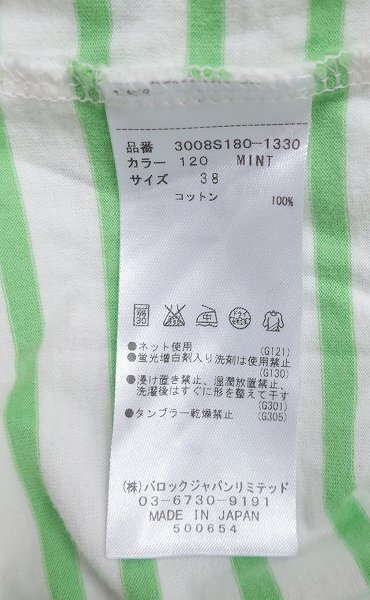 品番 3008S180-1330
カラー 120 MINT
サイズ 38
コットン 100%
●ネット使用 (G121)
●蛍光増白剤入り洗剤は使用禁止 (G130)
●浸け置き禁止、湿潤放置禁止、
洗濯後はすぐに形を整えて干す (G301)
●タンブラー乾燥禁止 (G305)
(株)バロックジャパンリミテッド
03-6730-9191
MADE IN JAPAN
500654